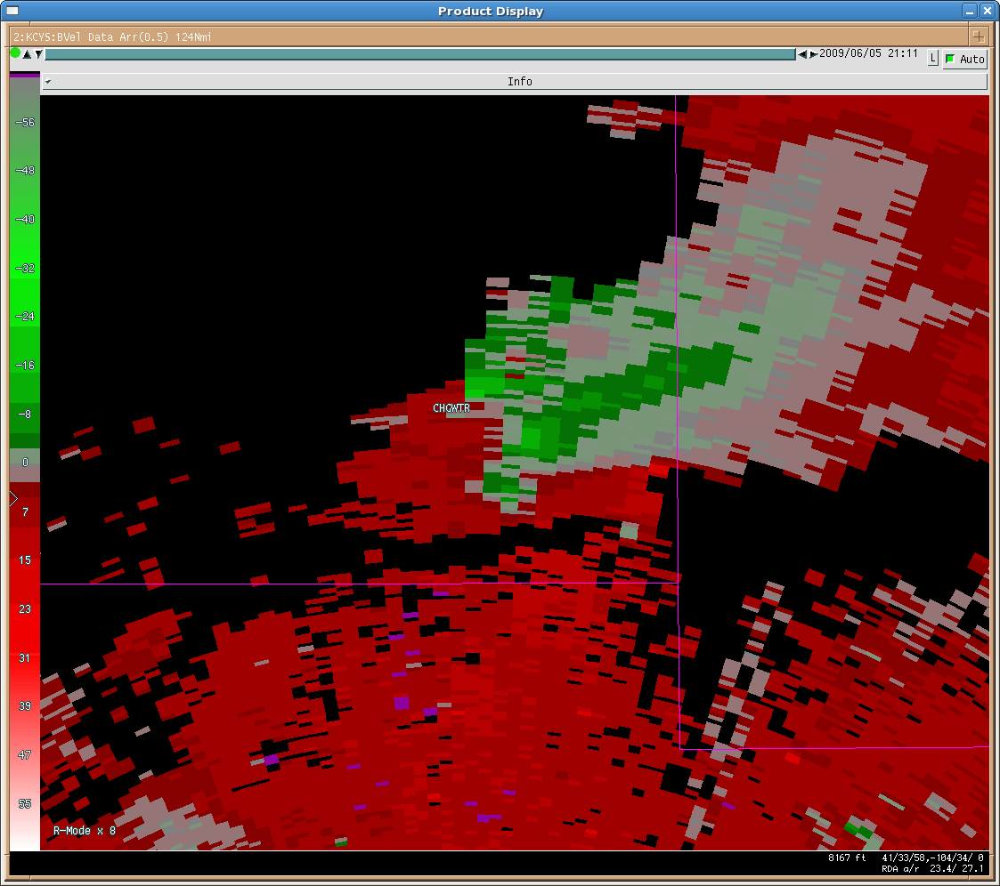 Product Display
2:KCYS:BVel Data Arr(0.5) 124Nmi
2009/06/05 21:11
L
Auto
Info
-56
-48
-40
-32
-24
-16
-8
0
7
15
23
31
39
47
55
CHGWTR
R-Mode x 8
8167 ft 41/33/58,-104/34/ 0
RDA a/r 23.4/ 27.1